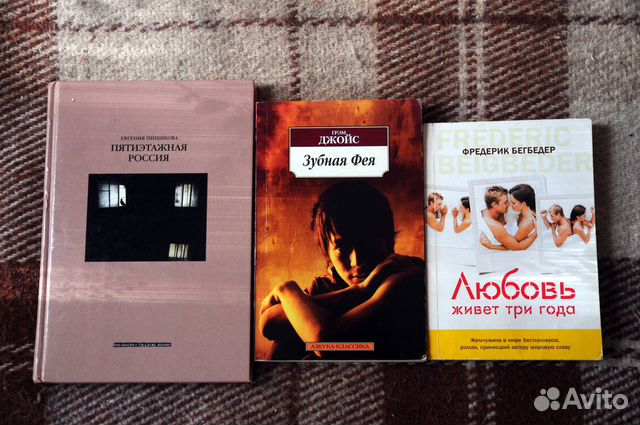 ЕВГЕНИЯ ПИЩИКОВА
ПЯТИЭТАЖНАЯ
РОССИЯ
ГРЭМ
ДЖОЙС
Зубная Фея
АЗБУКА-КЛАССИКА
FRÉDÉRIC
BEIGBEDER
ФРЕДЕРИК БЕГБЕДЕР
Любовь
живет три года
Жемчужина в мире бестселлеров,
роман, принесший автору мировую славу
Avito